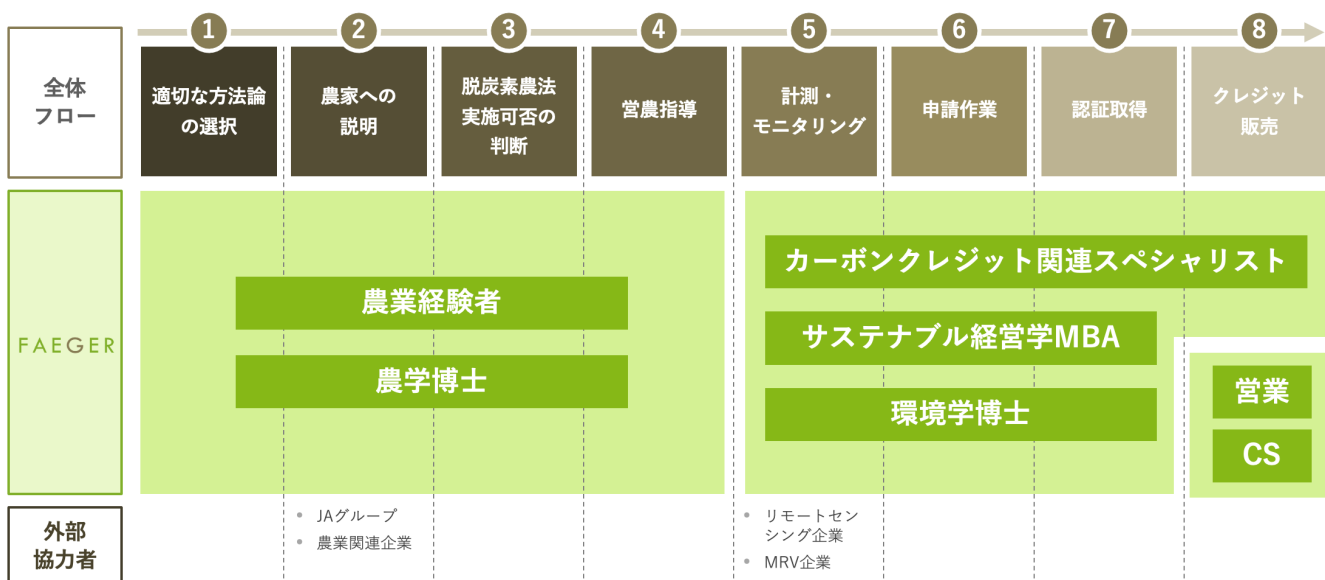 1
2
3
4
5
6
7
8
全体
フロー
適切な方法論
の選択
農家への
説明
脱炭素農法
実施可否の
判断
営農指導
計測・
モニタリング
申請作業
認証取得
クレジット
販売
FAEGER
農業経験者
農学博士
カーボンクレジット関連スペシャリスト
サステナブル経営学MBA
環境学博士
営業
CS
外部
協力者
• JAグループ
• 農業関連企業
• リモートセン
シング企業
• MRV企業